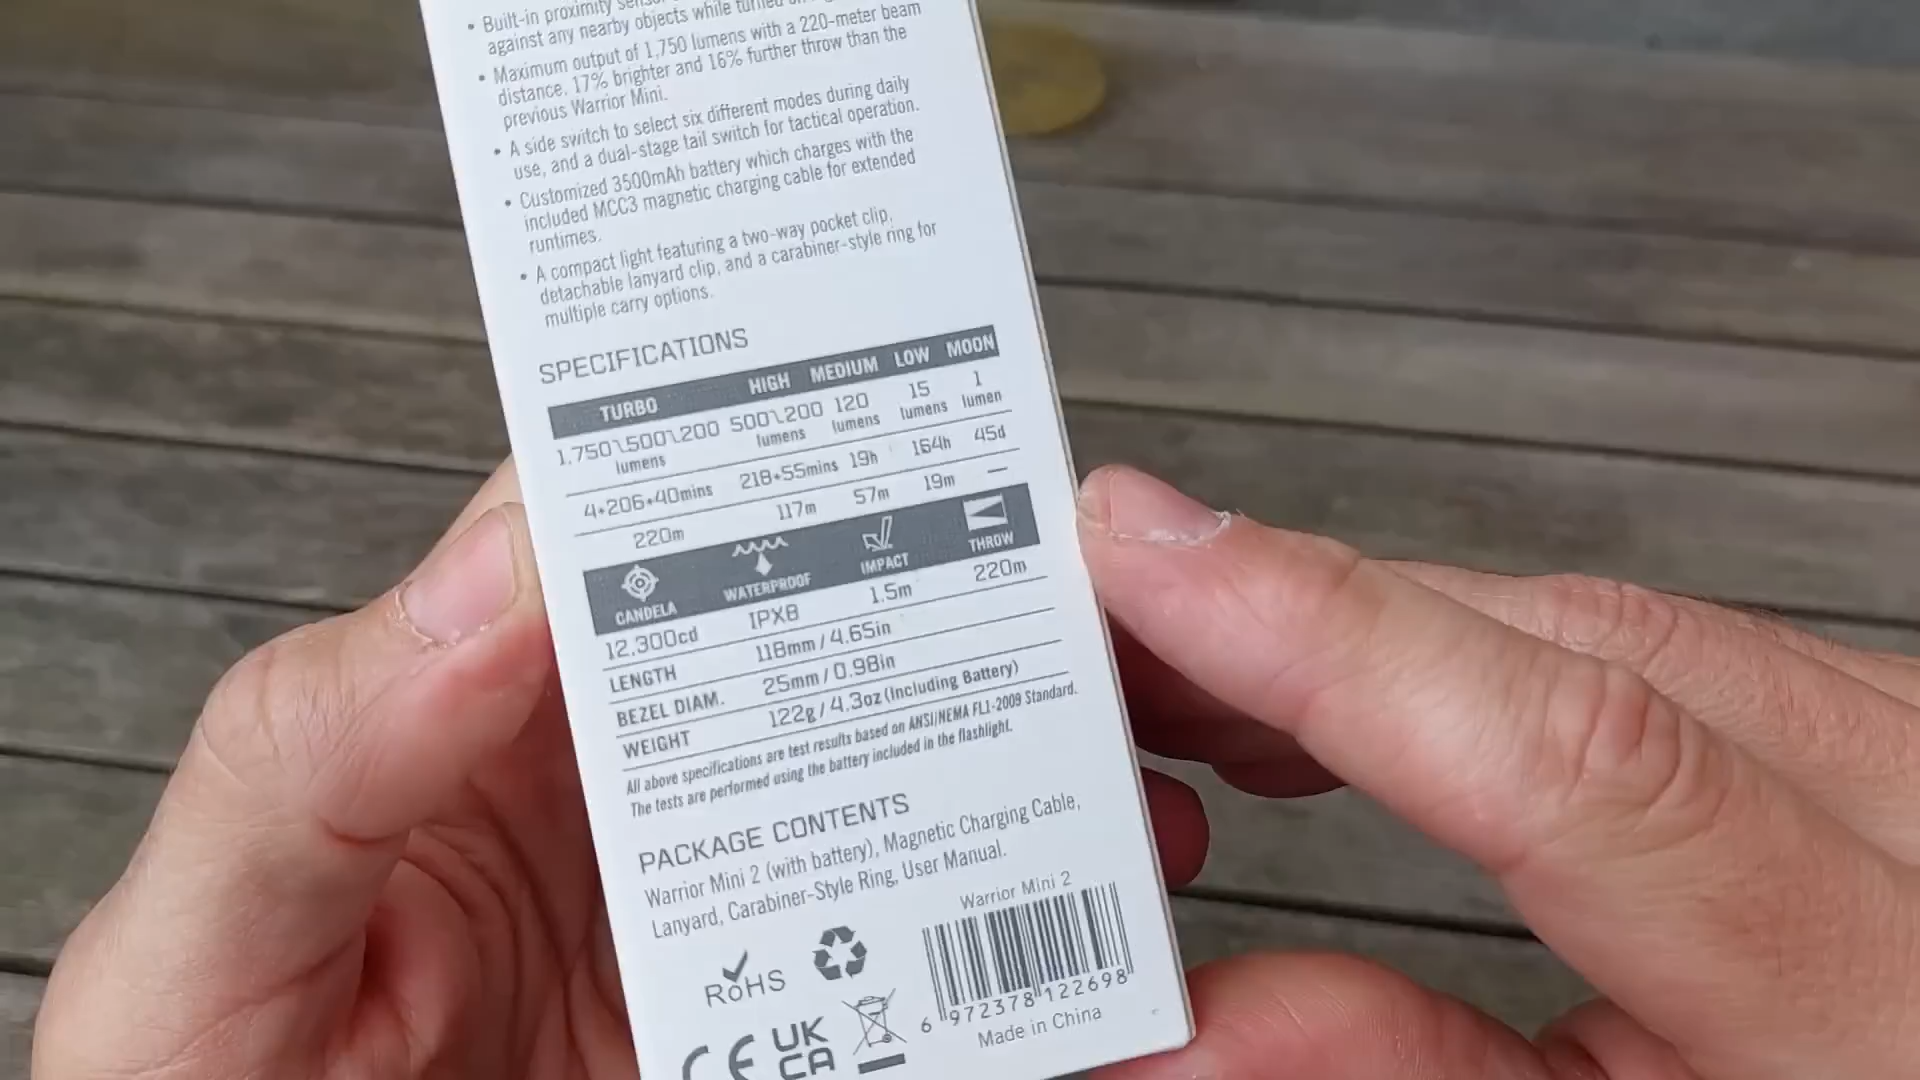 • Built-in proximity
against any nearby objects while turned
• Maximum output of 1,750 lumens with a 220-meter beam
distance. 17% brighter and 16% further throw than the
previous Warrior Mini.
• A side switch to select six different modes during daily
use, and a dual-stage tail switch for tactical operation.
• Customized 3500mAh battery which charges with the
included MCC3 magnetic charging cable for extended
runtimes.
• A compact light featuring a two-way pocket clip,
detachable lanyard clip, and a carabiner-style ring for
multiple carry options.
SPECIFICATIONS
TURBO HIGH MEDIUM LOW MOON
1,750~500~200 lumens 500~200 lumens 120 lumens 15 lumens 1 lumen
4+206+40mins 218+55mins 19h 164h 45d
220m 117m 57m 19m —
CANDELA WATERPROOF IMPACT THROW
12,300cd IPX8 1.5m 220m
LENGTH 118mm / 4.65in
BEZEL DIAM. 25mm / 0.98in
WEIGHT 122g / 4.3oz (Including Battery)
All above specifications are test results based on ANSI/NEMA FL1-2009 Standard.
The tests are performed using the battery included in the flashlight.
PACKAGE CONTENTS
Warrior Mini 2 (with battery), Magnetic Charging Cable,
Lanyard, Carabiner-Style Ring, User Manual.
Warrior Mini 2
RoHS
6 972378 122698
Made in China
CE UK
CA